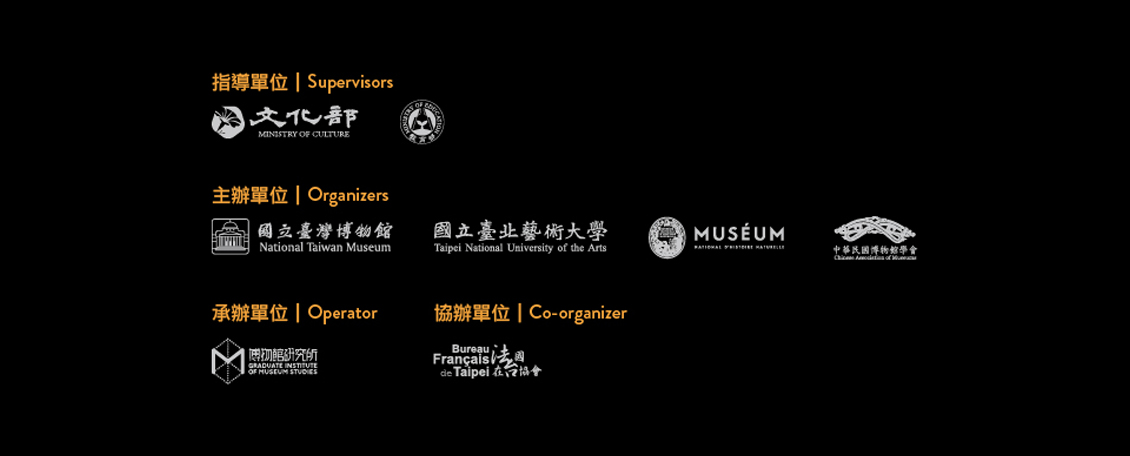 指導單位｜Supervisors
文化部
MINISTRY OF CULTURE
MINISTRY OF EDUCATION
教育部
主辦單位｜Organizers
國立臺灣博物館
National Taiwan Museum
國立臺北藝術大學
Taipei National University of the Arts
MUSÉUM
NATIONAL D'HISTOIRE NATURELLE
中華民國博物館學會
Chinese Association of Museums
承辦單位｜Operator
博物館研究所
GRADUATE INSTITUTE
OF MUSEUM STUDIES
協辦單位｜Co-organizer
Bureau
Français
de Taipei
法國
在台協會